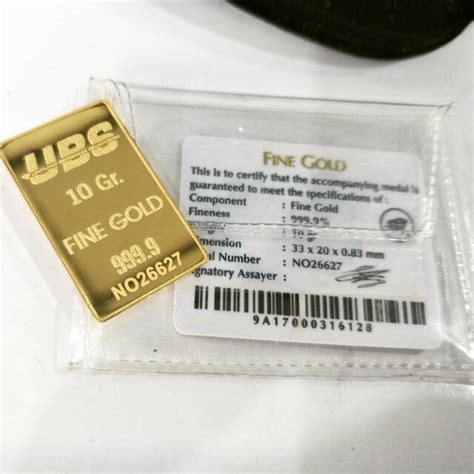 UBS
10 Gr.
FINE GOLD
999.9
NO26627
FINE GOLD
This is to certify that the accompanying medal is
guaranteed to meet the specifications of :
Component : Fine Gold
Fineness : 999.9%
: 10 gr
Dimension : 33 x 20 x 0.83 mm
Serial Number : NO26627
Signatory Assayer :
9A17000316128